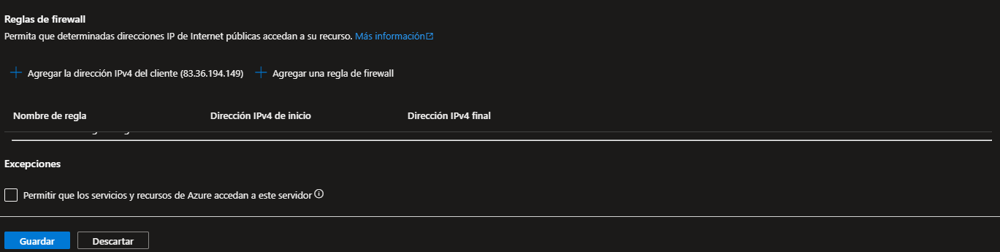 Reglas de firewall
Permita que determinadas direcciones IP de Internet públicas accedan a su recurso. Más información
Agregar la dirección IPv4 del cliente (83.36.194.149) Agregar una regla de firewall
Nombre de regla Dirección IPv4 de inicio Dirección IPv4 final
Excepciones
Permitir que los servicios y recursos de Azure accedan a este servidor
Guardar Descartar